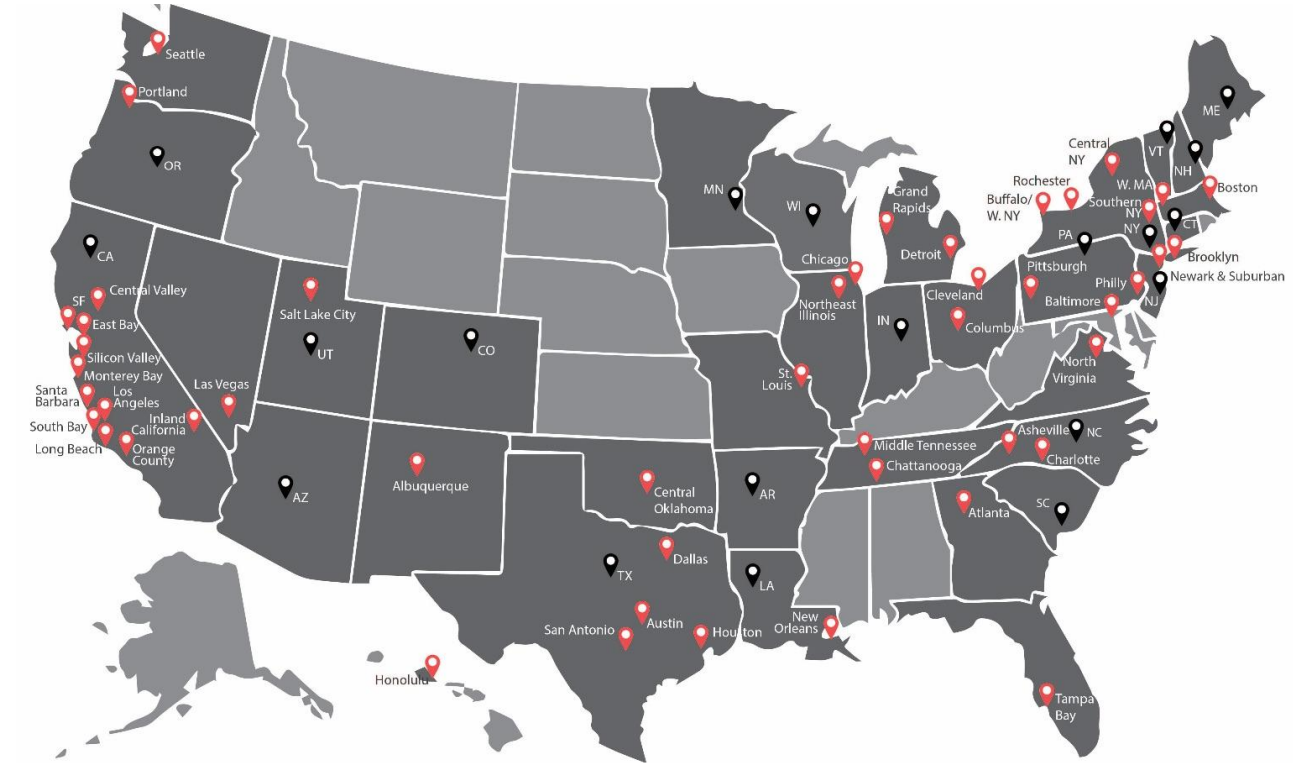 Seattle
Portland
OR
CA
Central Valley
SF
East Bay
Silicon Valley
Monterey Bay
Santa
Barbara
Los
Angeles
South Bay
Long Beach
Inland
California
Orange
County
Las Vegas
Salt Lake City
UT
CO
AZ
Albuquerque
Central
Oklahoma
Dallas
TX
Austin
San Antonio
Houston
Honolulu
MN
WI
Grand
Rapids
Detroit
Chicago
Northeast
Illinois
IN
Cleveland
Columbus
St.
Louis
AR
LA
New
Orleans
Middle Tennessee
Chattanooga
Asheville
NC
Charlotte
SC
Atlanta
Tampa
Bay
North
Virginia
Pittsburgh
Philly
Baltimore
NJ
Newark & Suburban
Brooklyn
PA
NY
CT
Southern
NY
W. MA
Boston
Buffalo/
W. NY
Rochester
Central
NY
VT
NH
ME